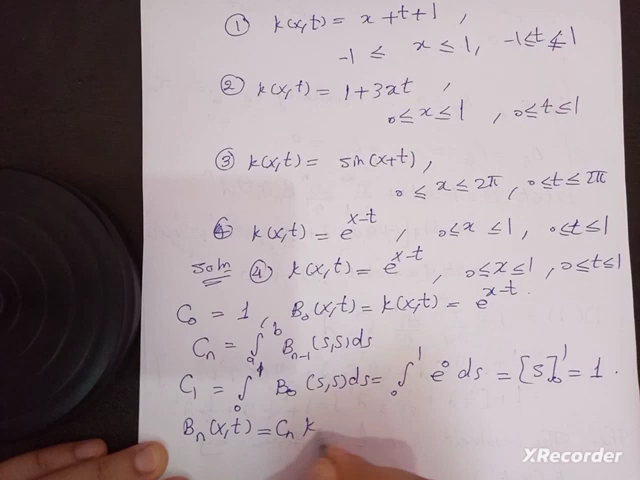 ① K(x,t) = x+t+1 ,
-1 ≤ x ≤ 1, -1≤t≤1
② K(x,t) = 1+3xt ,
0≤x≤1 , 0≤t≤1
③ K(x,t) = sin(x+t) ,
0 ≤ x ≤ 2π , 0≤t≤2π
④ K(x,t) = e^{x-t} , 0≤x ≤1 , 0≤t≤1
Soln ④ K(x,t) = e^{x-t} , 0≤x≤1 , 0≤t≤1
C₀ = 1 , B₀(x,t) = K(x,t) = e^{x-t} .
Cₙ = ∫ₐᵇ Bₙ₋₁(s,s)ds
C₁ = ∫₀¹ B₀(s,s)ds = ∫₀¹ e⁰ ds = [s]₀¹ = 1 .
Bₙ(x,t) = Cₙ K
XRecorder